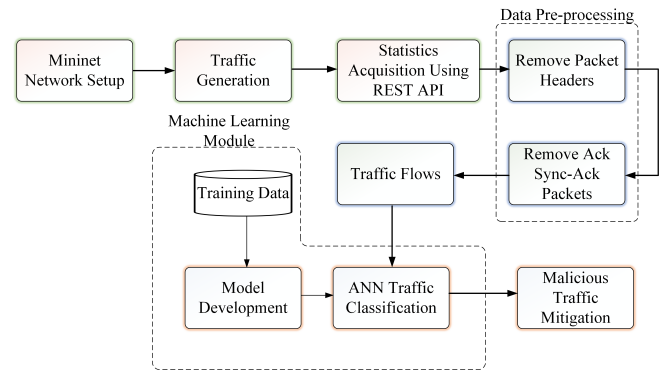 Data Pre-processing
Mininet
Network Setup
Traffic
Generation
Statistics
Acquisition Using
REST API
Remove Packet
Headers
Machine Learning
Module
Training Data
Traffic Flows
Remove Ack
Sync-Ack
Packets
Model
Development
ANN Traffic
Classification
Malicious
Traffic
Mitigation